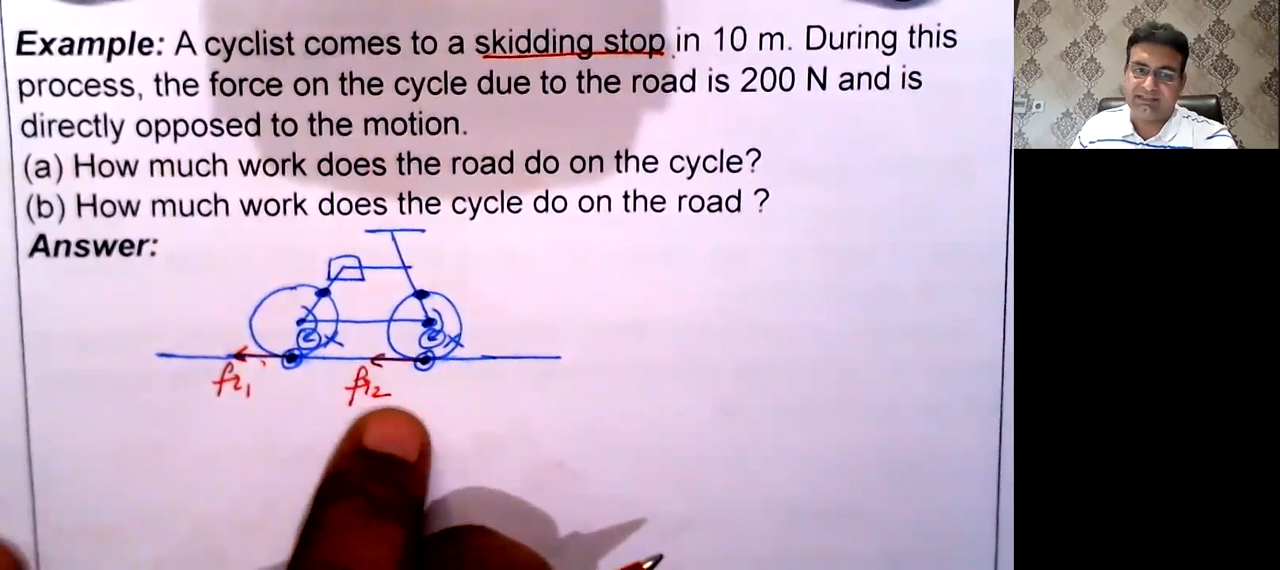 Example: A cyclist comes to a skidding stop in 10 m. During this
process, the force on the cycle due to the road is 200 N and is
directly opposed to the motion.
(a) How much work does the road do on the cycle?
(b) How much work does the cycle do on the road ?
Answer:
fr₁ fr₂